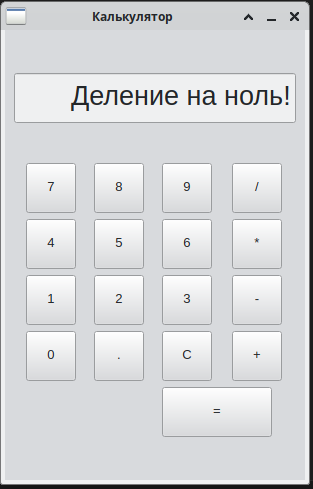 Калькулятор
Деление на ноль!
7 8 9 /
4 5 6 *
1 2 3 -
0 . C +
=